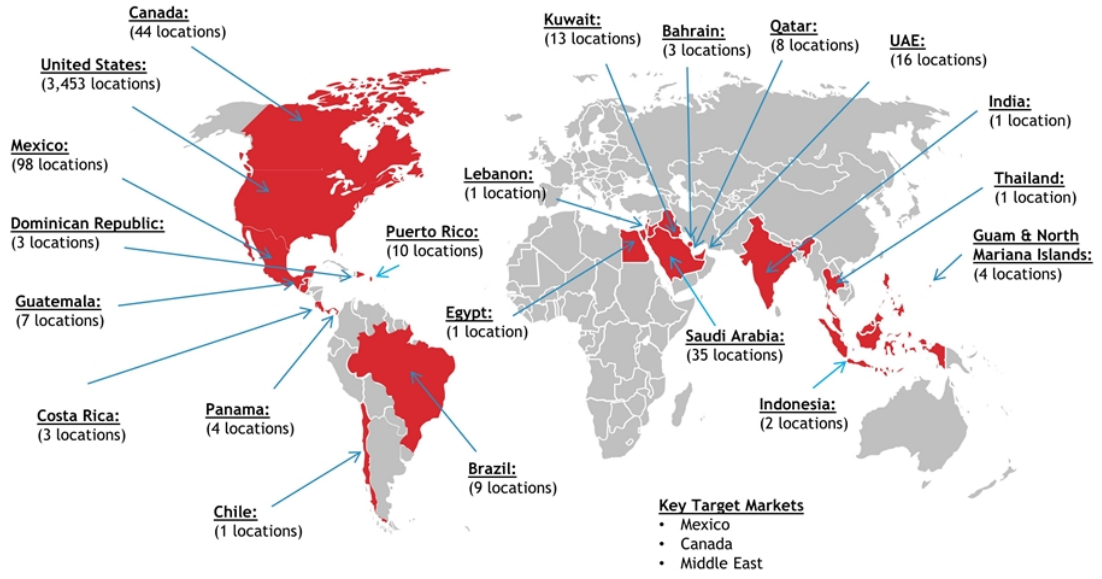 Canada:
(44 locations)
United States:
(3,453 locations)
Mexico:
(98 locations)
Dominican Republic:
(3 locations)
Puerto Rico:
(10 locations)
Guatemala:
(7 locations)
Costa Rica:
(3 locations)
Panama:
(4 locations)
Chile:
(1 locations)
Brazil:
(9 locations)
Kuwait:
(13 locations)
Bahrain:
(3 locations)
Qatar:
(8 locations)
UAE:
(16 locations)
India:
(1 location)
Lebanon:
(1 location)
Thailand:
(1 location)
Guam & North
Mariana Islands:
(4 locations)
Egypt:
(1 location)
Saudi Arabia:
(35 locations)
Indonesia:
(2 locations)
Key Target Markets
• Mexico
• Canada
• Middle East